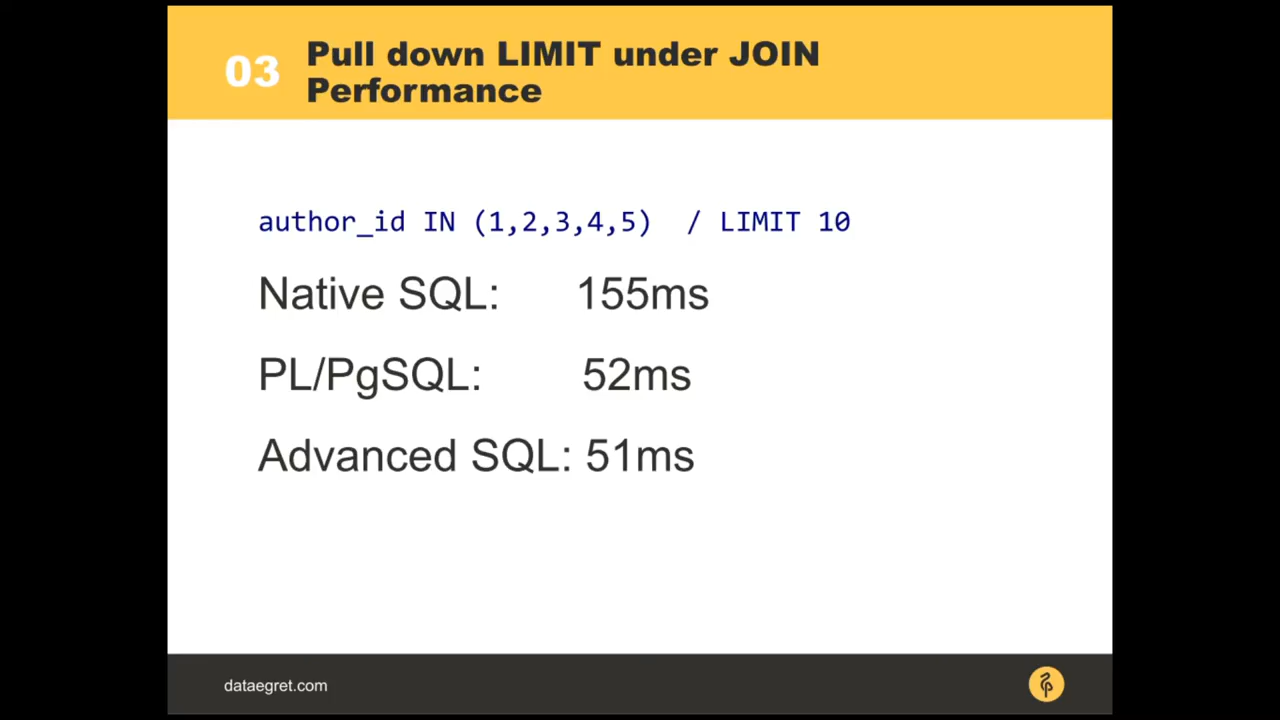 03
Pull down LIMIT under JOIN
Performance
author_id IN (1,2,3,4,5)  / LIMIT 10
Native SQL: 155ms
PL/PgSQL: 52ms
Advanced SQL: 51ms
dataegret.com